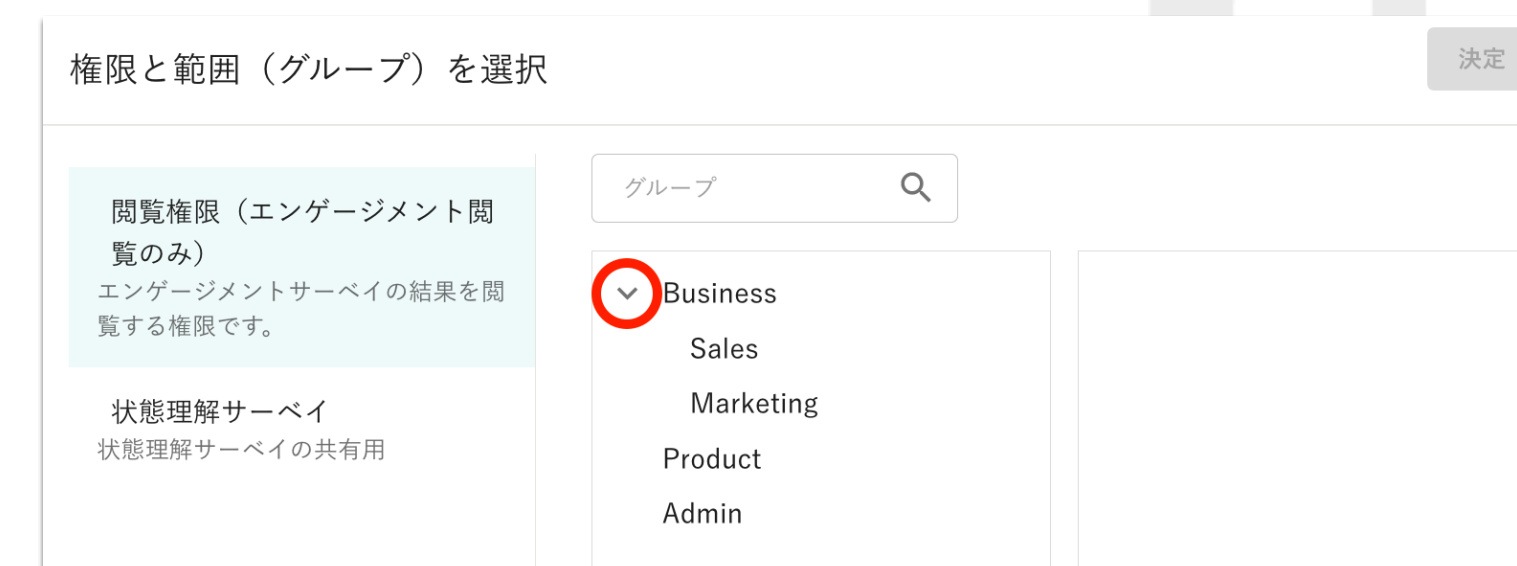 権限と範囲（グループ）を選択
決定
閲覧権限（エンゲージメント閲
覧のみ）
エンゲージメントサーベイの結果を閲
覧する権限です。
状態理解サーベイ
状態理解サーベイの共有用
グループ
Business
Sales
Marketing
Product
Admin